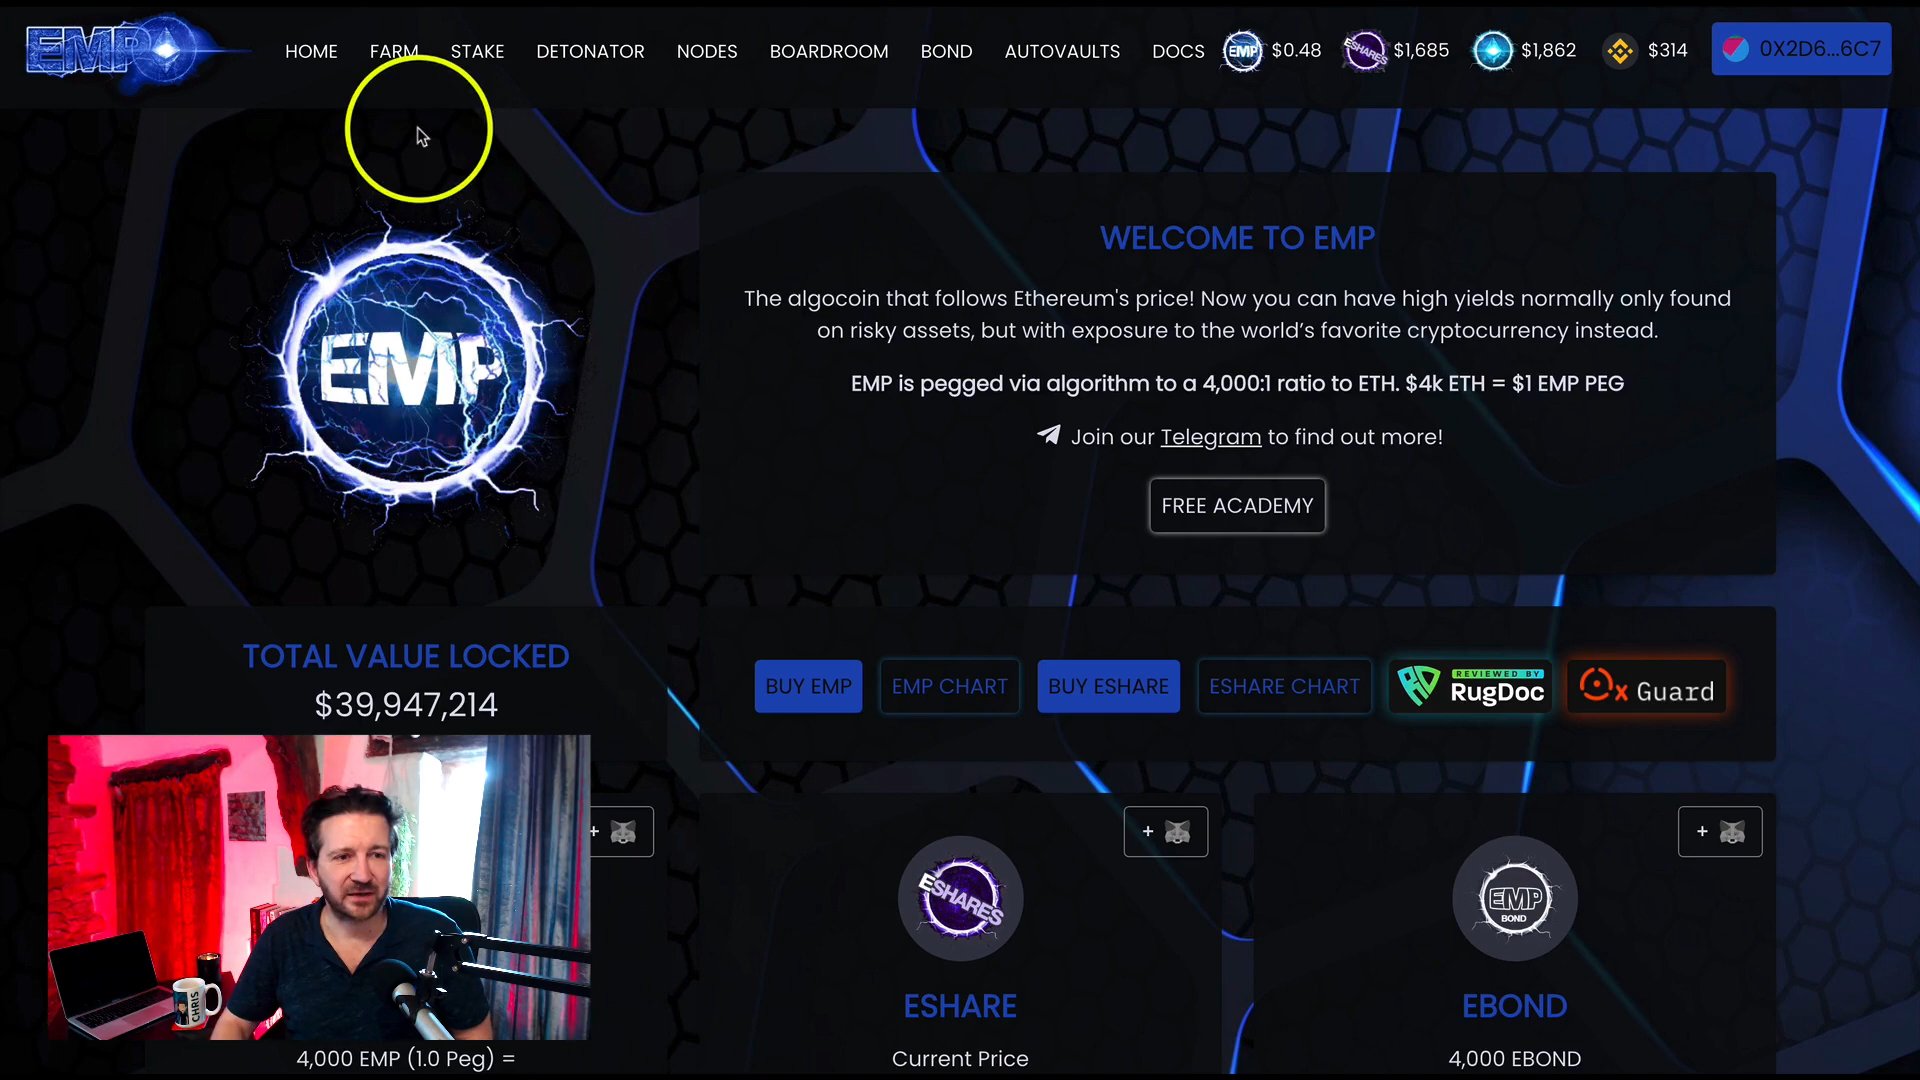 EMP
HOME FARM STAKE DETONATOR NODES BOARDROOM BOND AUTOVAULTS DOCS EMP $0.48 ESHARES $1,685 $1,862 $314 0X2D6...6C7
EMP
WELCOME TO EMP
The algocoin that follows Ethereum's price! Now you can have high yields normally only found
on risky assets, but with exposure to the world’s favorite cryptocurrency instead.
EMP is pegged via algorithm to a 4,000:1 ratio to ETH. $4k ETH = $1 EMP PEG
Join our Telegram to find out more!
FREE ACADEMY
TOTAL VALUE LOCKED
$39,947,214
BUY EMP EMP CHART BUY ESHARE ESHARE CHART REVIEWED BY RugDoc Ox Guard
+ + +
ESHARES
EMP
BOND
CHRIS
ESHARE
EBOND
4,000 EMP (1.0 Peg) =
Current Price
4,000 EBOND